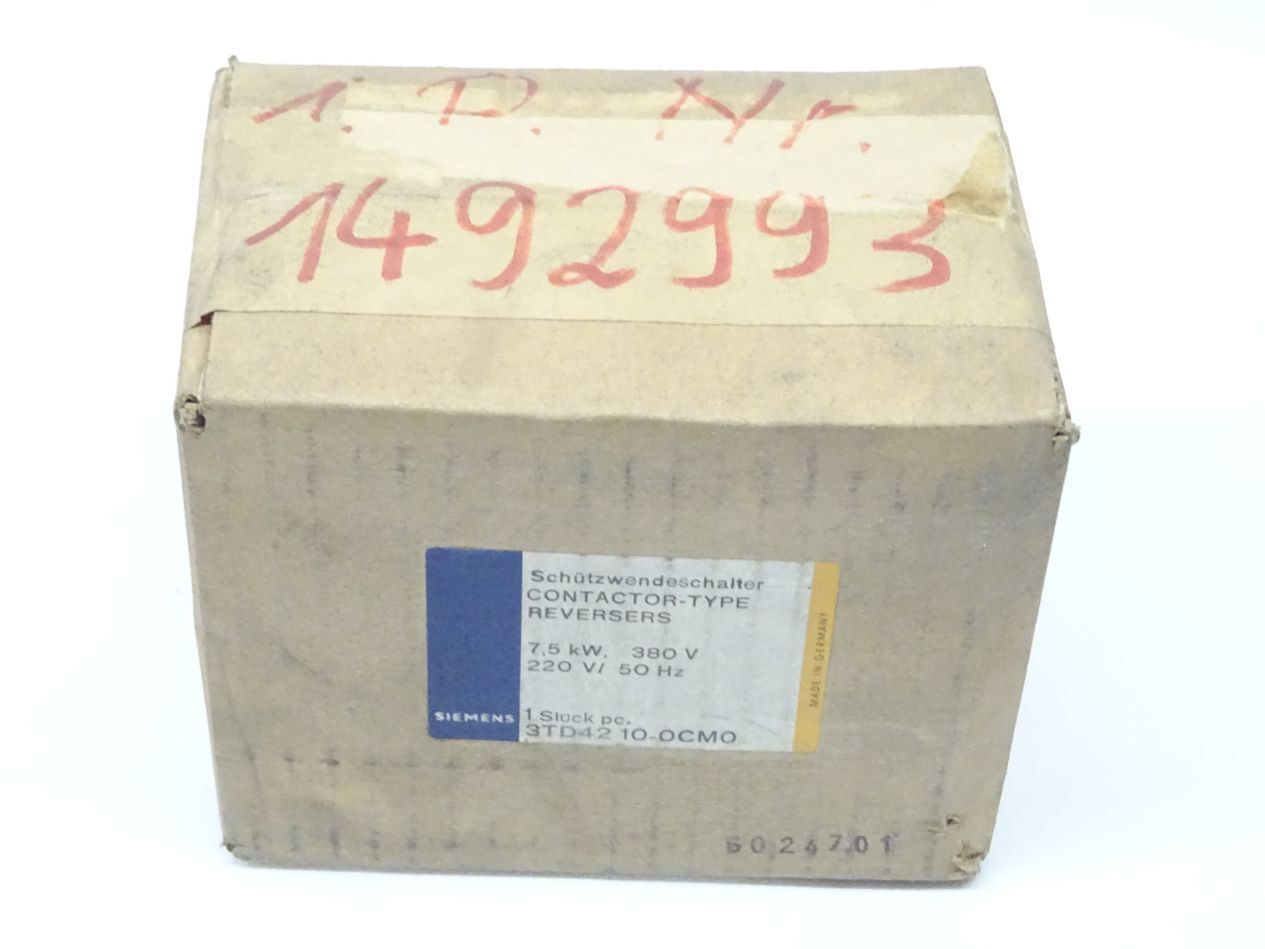 1. D. Nr.
1492993
Schützwendeschalter
CONTACTOR-TYPE
REVERSERS
7,5 kW, 380 V
220 V/ 50 Hz
SIEMENS
1 Stück pc.
3TD42 10-0CM0
MADE IN GERMANY
6024701